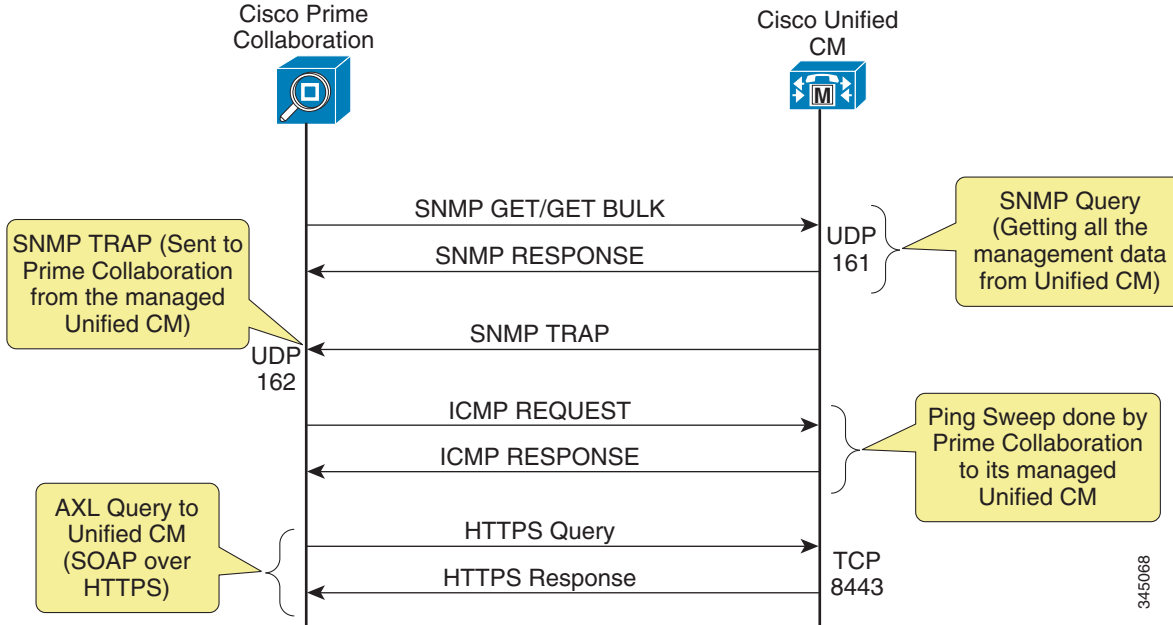 Cisco Prime
Collaboration
Cisco Unified
CM
M
SNMP GET/GET BULK
SNMP RESPONSE
UDP
161
SNMP Query
(Getting all the
management data
from Unified CM)
SNMP TRAP (Sent to
Prime Collaboration
from the managed
Unified CM)
SNMP TRAP
UDP
162
ICMP REQUEST
ICMP RESPONSE
Ping Sweep done by
Prime Collaboration
to its managed
Unified CM
AXL Query to
Unified CM
(SOAP over
HTTPS)
HTTPS Query
HTTPS Response
TCP
8443
345068